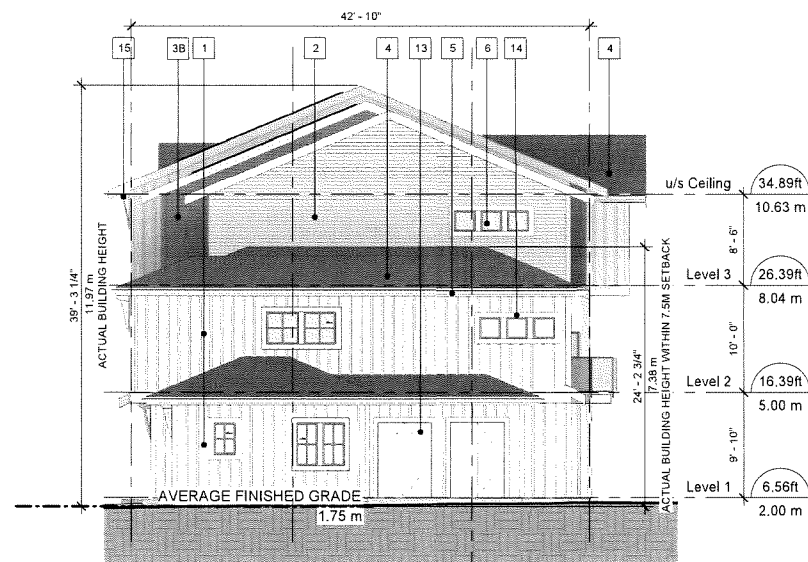 42' - 10"
15 3B 1 2 4 13 5 6 14 4
u/s Ceiling 34.89ft
10.63 m
8' - 6"
Level 3 26.39ft
8.04 m
10' - 0"
Level 2 16.39ft
5.00 m
9' - 10"
Level 1 6.56ft
2.00 m
39' - 3 1/4"
11.97 m
ACTUAL BUILDING HEIGHT
24' - 2 3/4"
7.38 m
ACTUAL BUILDING HEIGHT WITHIN 7.5M SETBACK
AVERAGE FINISHED GRADE
1.75 m